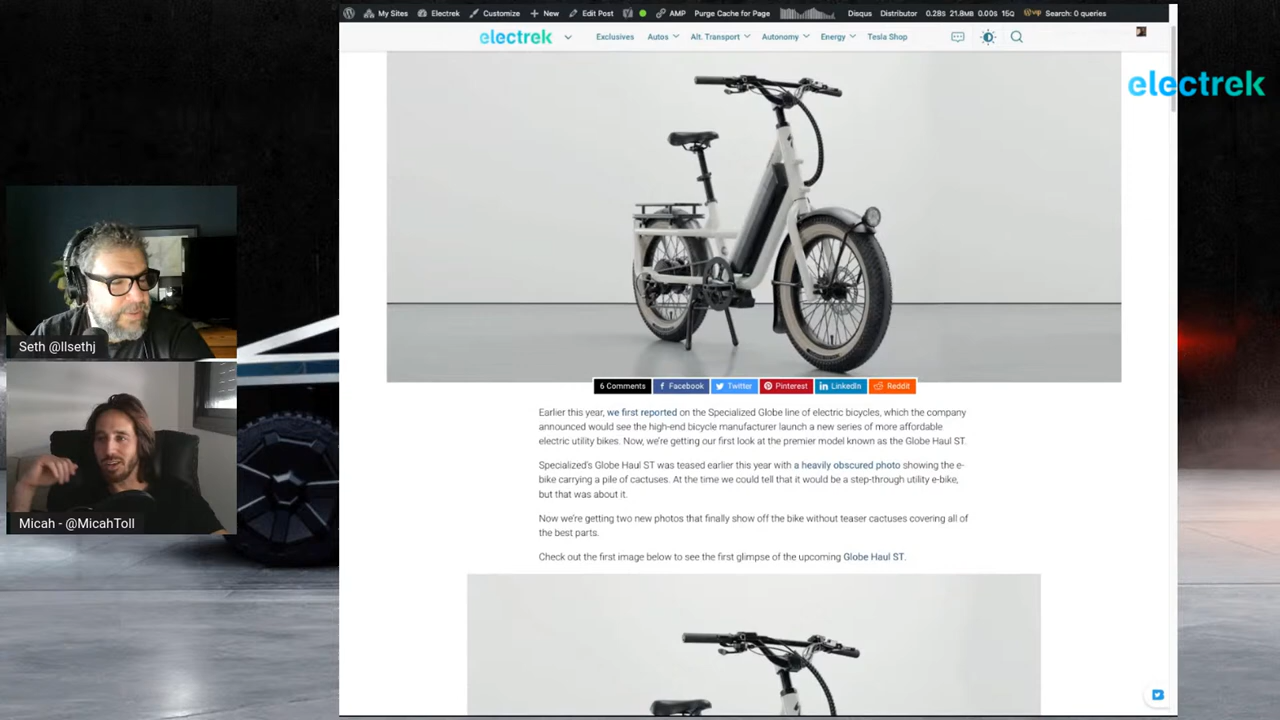 My Sites
Electrek
Customize
New
Edit Post
AMP
Purge Cache for Page
Disqus
Distributor
0.28S 21.8MB 0.00S 15Q
Search: 0 queries
electrek
Exclusives
Autos
Alt. Transport
Autonomy
Energy
Tesla Shop
electrek
6 Comments
Facebook
Twitter
Pinterest
LinkedIn
Reddit
Earlier this year, we first reported on the Specialized Globe line of electric bicycles, which the company
announced would see the high-end bicycle manufacturer launch a new series of more affordable
electric utility bikes. Now, we're getting our first look at the premier model known as the Globe Haul ST.
Specialized's Globe Haul ST was teased earlier this year with a heavily obscured photo showing the e-
bike carrying a pile of cactuses. At the time we could tell that it would be a step-through utility e-bike,
but that was about it.
Now we're getting two new photos that finally show off the bike without teaser cactuses covering all of
the best parts.
Check out the first image below to see the first glimpse of the upcoming Globe Haul ST.
Seth @llsethj
Micah - @MicahToll